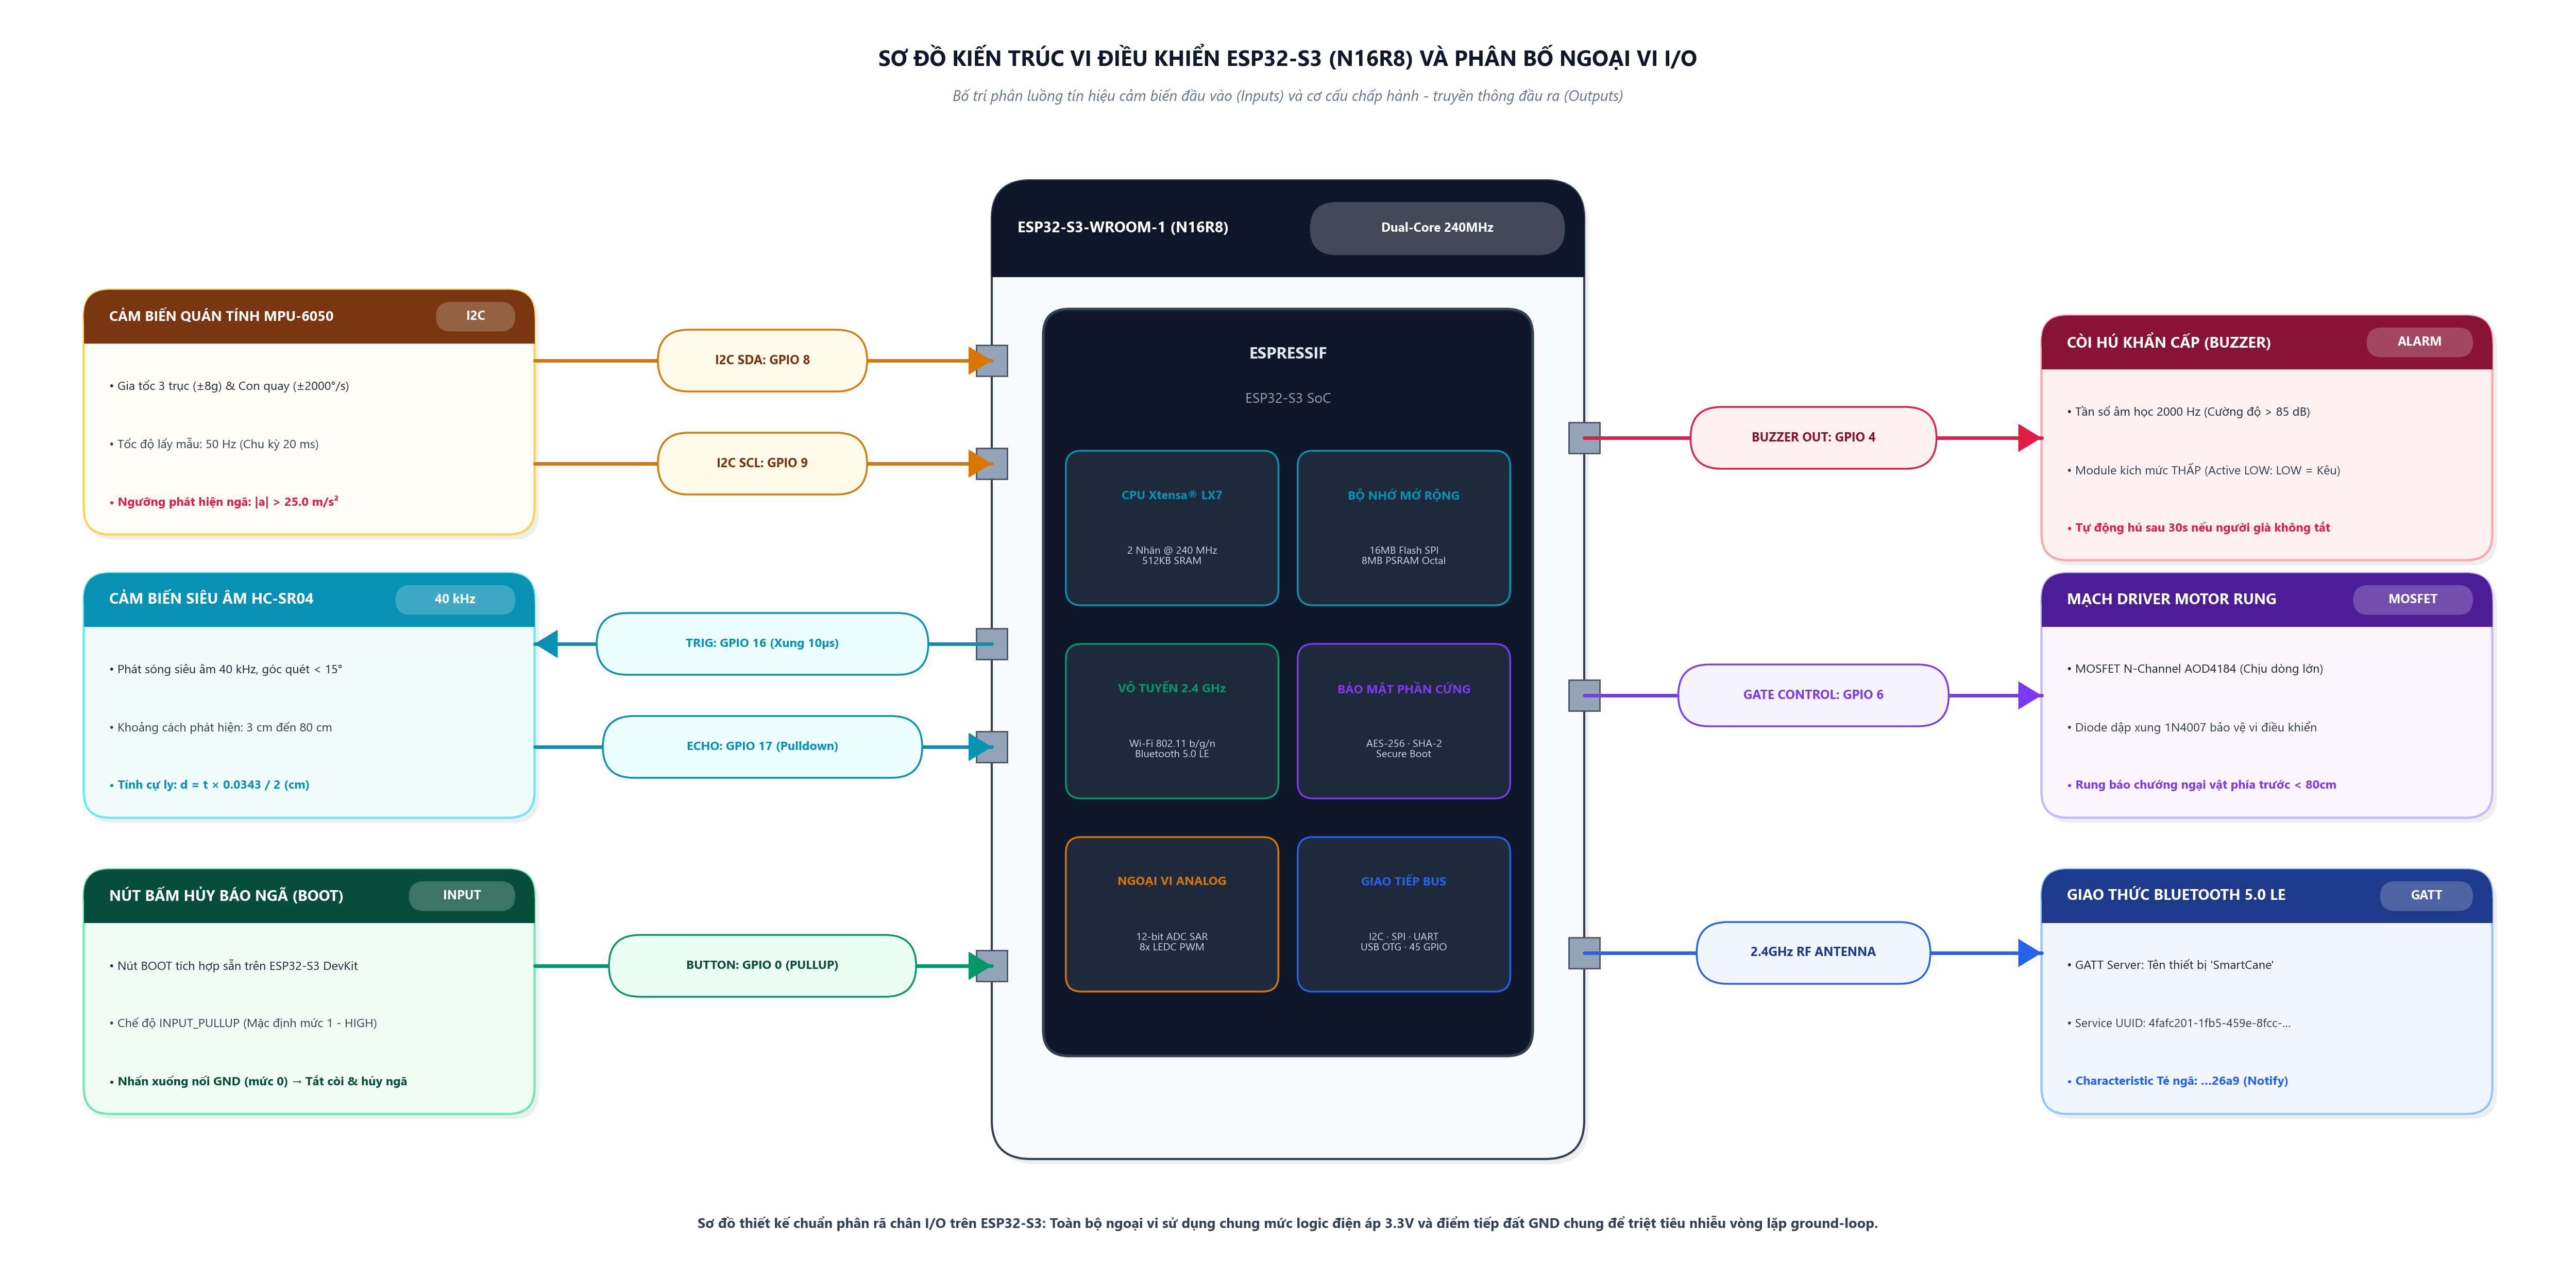 SƠ ĐỒ KIẾN TRÚC VI ĐIỀU KHIỂN ESP32-S3 (N16R8) VÀ PHÂN BỐ NGOẠI VI I/O
Bố trí phân luồng tín hiệu cảm biến đầu vào (Inputs) và cơ cấu chấp hành - truyền thông đầu ra (Outputs)
CẢM BIẾN QUÁN TÍNH MPU-6050
I2C
• Gia tốc 3 trục (±8g) & Con quay (±2000°/s)
• Tốc độ lấy mẫu: 50 Hz (Chu kỳ 20 ms)
• Ngưỡng phát hiện ngã: |a| > 25.0 m/s²
CẢM BIẾN SIÊU ÂM HC-SR04
40 kHz
• Phát sóng siêu âm 40 kHz, góc quét < 15°
• Khoảng cách phát hiện: 3 cm đến 80 cm
• Tính cự ly: d = t × 0.0343 / 2 (cm)
NÚT BẤM HỦY BÁO NGÃ (BOOT)
INPUT
• Nút BOOT tích hợp sẵn trên ESP32-S3 DevKit
• Chế độ INPUT_PULLUP (Mặc định mức 1 - HIGH)
• Nhấn xuống nối GND (mức 0) → Tắt còi & hủy ngã
I2C SDA: GPIO 8
I2C SCL: GPIO 9
TRIG: GPIO 16 (Xung 10µs)
ECHO: GPIO 17 (Pulldown)
BUTTON: GPIO 0 (PULLUP)
ESP32-S3-WROOM-1 (N16R8)
Dual-Core 240MHz
ESPRESSIF
ESP32-S3 SoC
CPU Xtensa® LX7
2 Nhân @ 240 MHz
512KB SRAM
BỘ NHỚ MỞ RỘNG
16MB Flash SPI
8MB PSRAM Octal
VÔ TUYẾN 2.4 GHz
Wi-Fi 802.11 b/g/n
Bluetooth 5.0 LE
BẢO MẬT PHẦN CỨNG
AES-256 · SHA-2
Secure Boot
NGOẠI VI ANALOG
12-bit ADC SAR
8x LEDC PWM
GIAO TIẾP BUS
I2C · SPI · UART
USB OTG · 45 GPIO
BUZZER OUT: GPIO 4
GATE CONTROL: GPIO 6
2.4GHz RF ANTENNA
CÒI HÚ KHẨN CẤP (BUZZER)
ALARM
• Tần số âm học 2000 Hz (Cường độ > 85 dB)
• Module kích mức THẤP (Active LOW: LOW = Kêu)
• Tự động hú sau 30s nếu người già không tắt
MẠCH DRIVER MOTOR RUNG
MOSFET
• MOSFET N-Channel AOD4184 (Chịu dòng lớn)
• Diode dập xung 1N4007 bảo vệ vi điều khiển
• Rung báo chướng ngại vật phía trước < 80cm
GIAO THỨC BLUETOOTH 5.0 LE
GATT
• GATT Server: Tên thiết bị 'SmartCane'
• Service UUID: 4fafc201-1fb5-459e-8fcc-...
• Characteristic Té ngã: ...26a9 (Notify)
Sơ đồ thiết kế chuẩn phân rã chân I/O trên ESP32-S3: Toàn bộ ngoại vi sử dụng chung mức logic điện áp 3.3V và điểm tiếp đất GND chung để triệt tiêu nhiễu vòng lặp ground-loop.